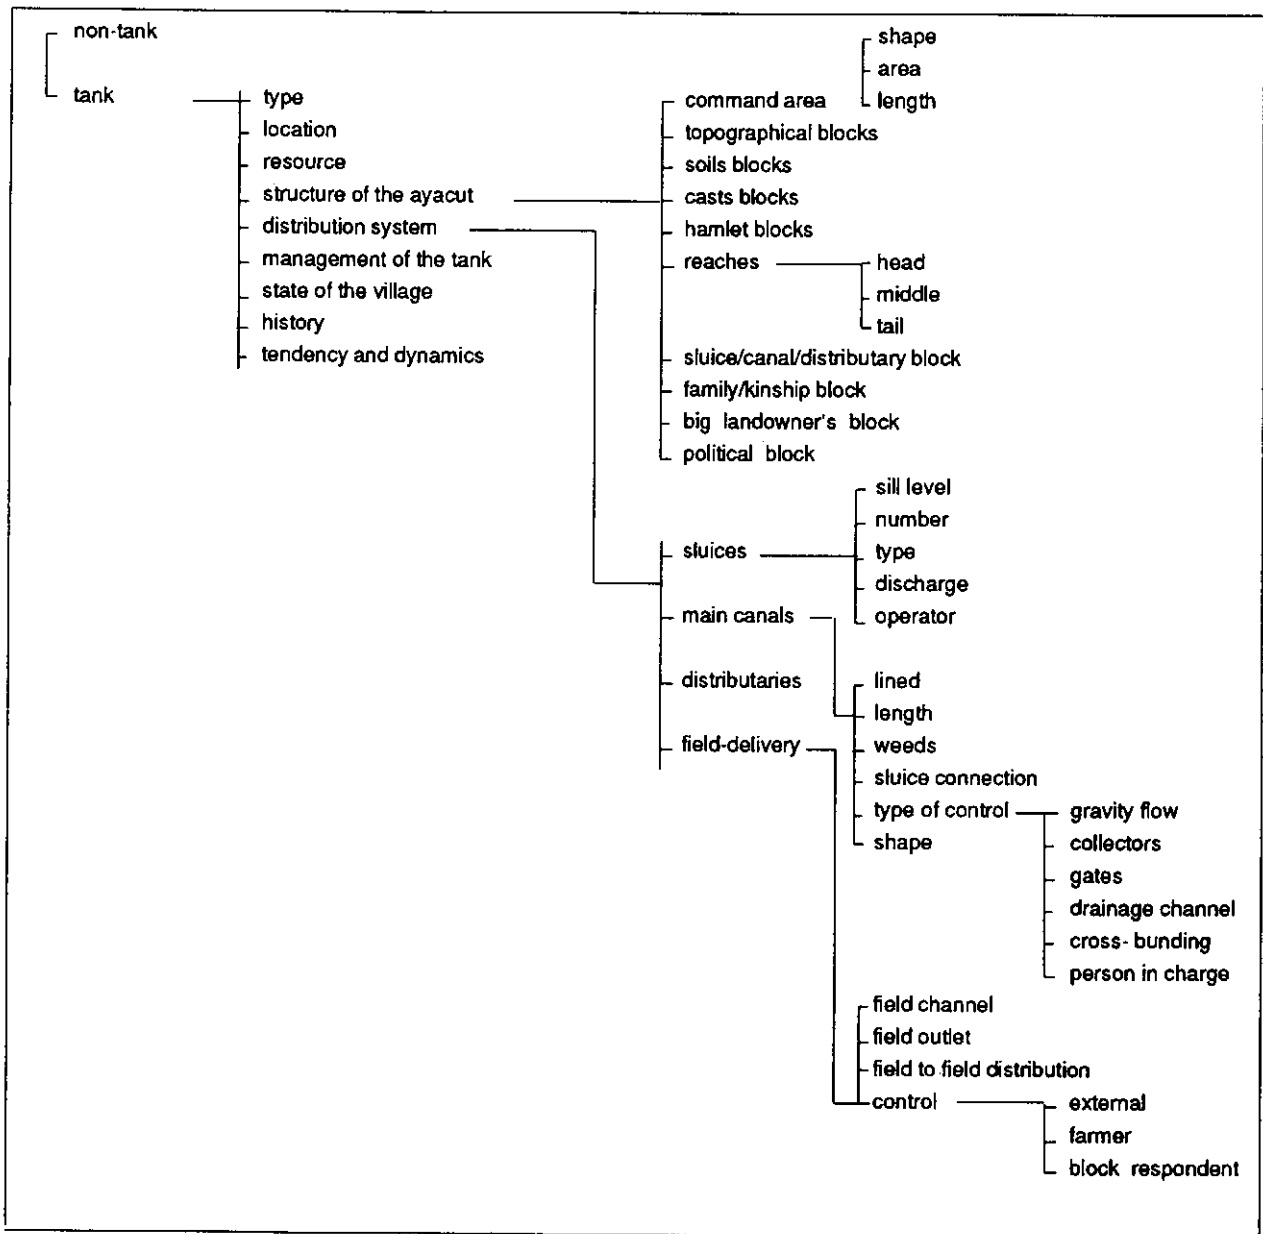 non-tank
tank
type
location
resource
structure of the ayacut
distribution system
management of the tank
state of the village
history
tendency and dynamics
command area
topographical blocks
soils blocks
casts blocks
hamlet blocks
reaches
sluice/canal/distributary block
family/kinship block
big landowner's block
political block
shape
area
length
head
middle
tail
sluices
main canals
distributaries
field-delivery
sill level
number
type
discharge
operator
lined
length
weeds
sluice connection
type of control
shape
gravity flow
collectors
gates
drainage channel
cross-bunding
person in charge
field channel
field outlet
field to field distribution
control
external
farmer
block respondent